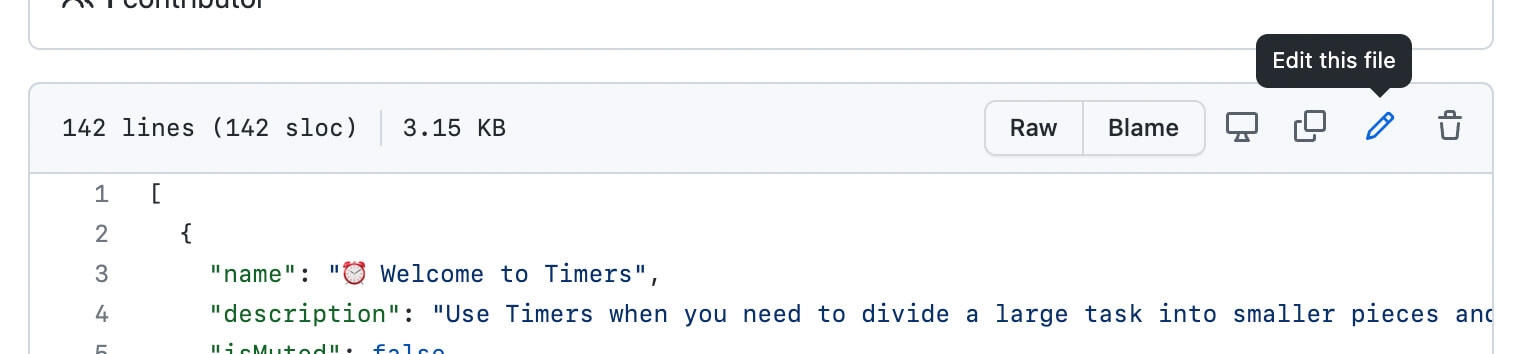 1 contributor
Edit this file
142 lines (142 sloc) 3.15 KB Raw Blame
1 [
2 {
3 "name": "⏰ Welcome to Timers",
4 "description": "Use Timers when you need to divide a large task into smaller pieces and
5 "isMuted": false